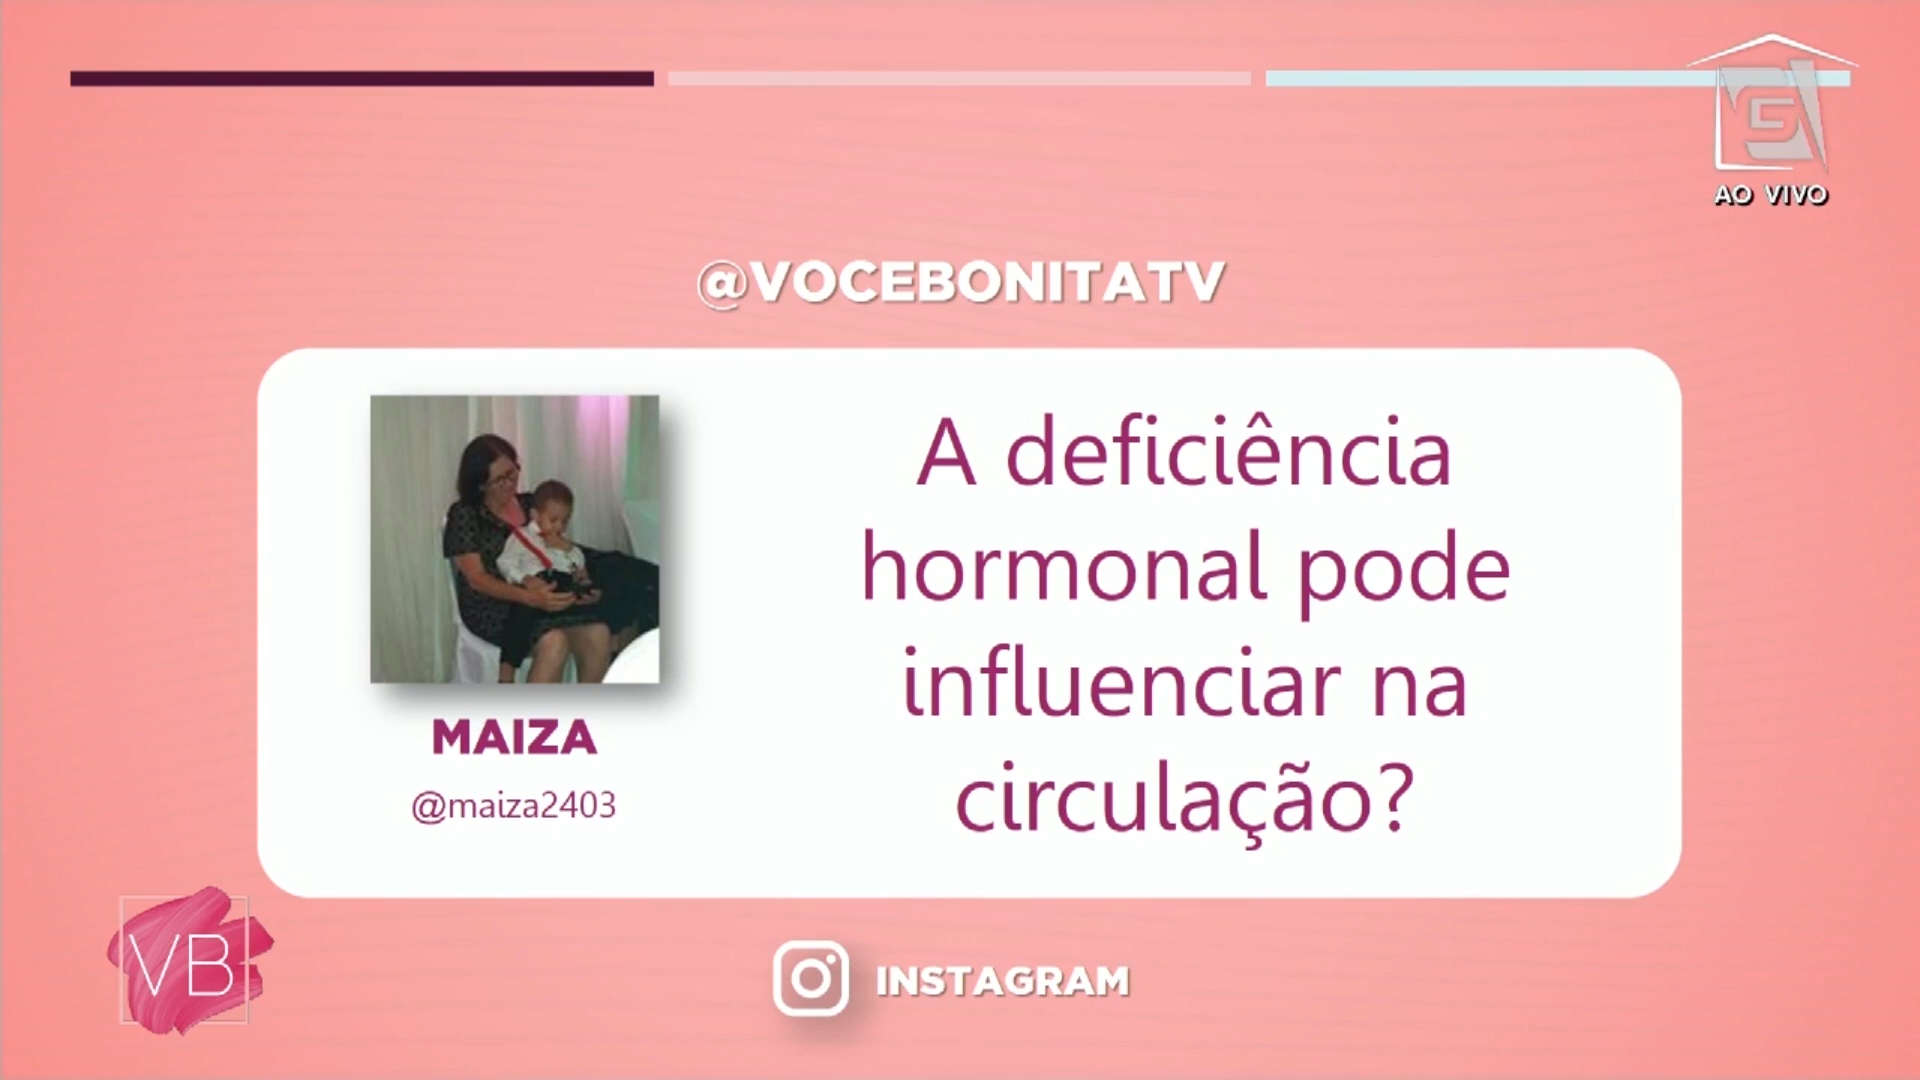 AO VIVO
@VOCEBONITATV
A deficiência
hormonal pode
influenciar na
circulação?
MAIZA
@maiza2403
VB
INSTAGRAM